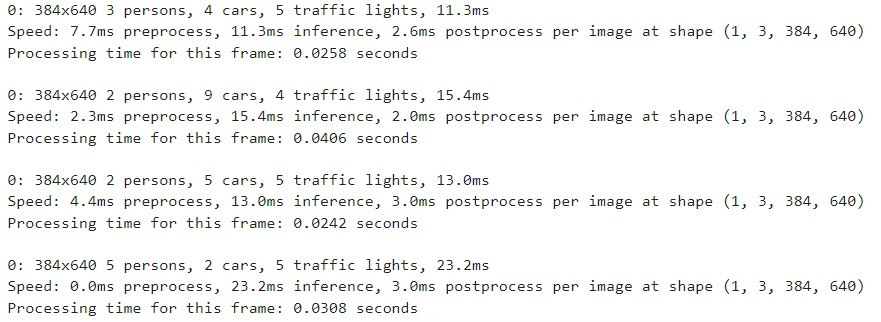 0: 384x640 3 persons, 4 cars, 5 traffic lights, 11.3ms
Speed: 7.7ms preprocess, 11.3ms inference, 2.6ms postprocess per image at shape (1, 3, 384, 640)
Processing time for this frame: 0.0258 seconds
0: 384x640 2 persons, 9 cars, 4 traffic lights, 15.4ms
Speed: 2.3ms preprocess, 15.4ms inference, 2.0ms postprocess per image at shape (1, 3, 384, 640)
Processing time for this frame: 0.0406 seconds
0: 384x640 2 persons, 5 cars, 5 traffic lights, 13.0ms
Speed: 4.4ms preprocess, 13.0ms inference, 3.0ms postprocess per image at shape (1, 3, 384, 640)
Processing time for this frame: 0.0242 seconds
0: 384x640 5 persons, 2 cars, 5 traffic lights, 23.2ms
Speed: 0.0ms preprocess, 23.2ms inference, 3.0ms postprocess per image at shape (1, 3, 384, 640)
Processing time for this frame: 0.0308 seconds